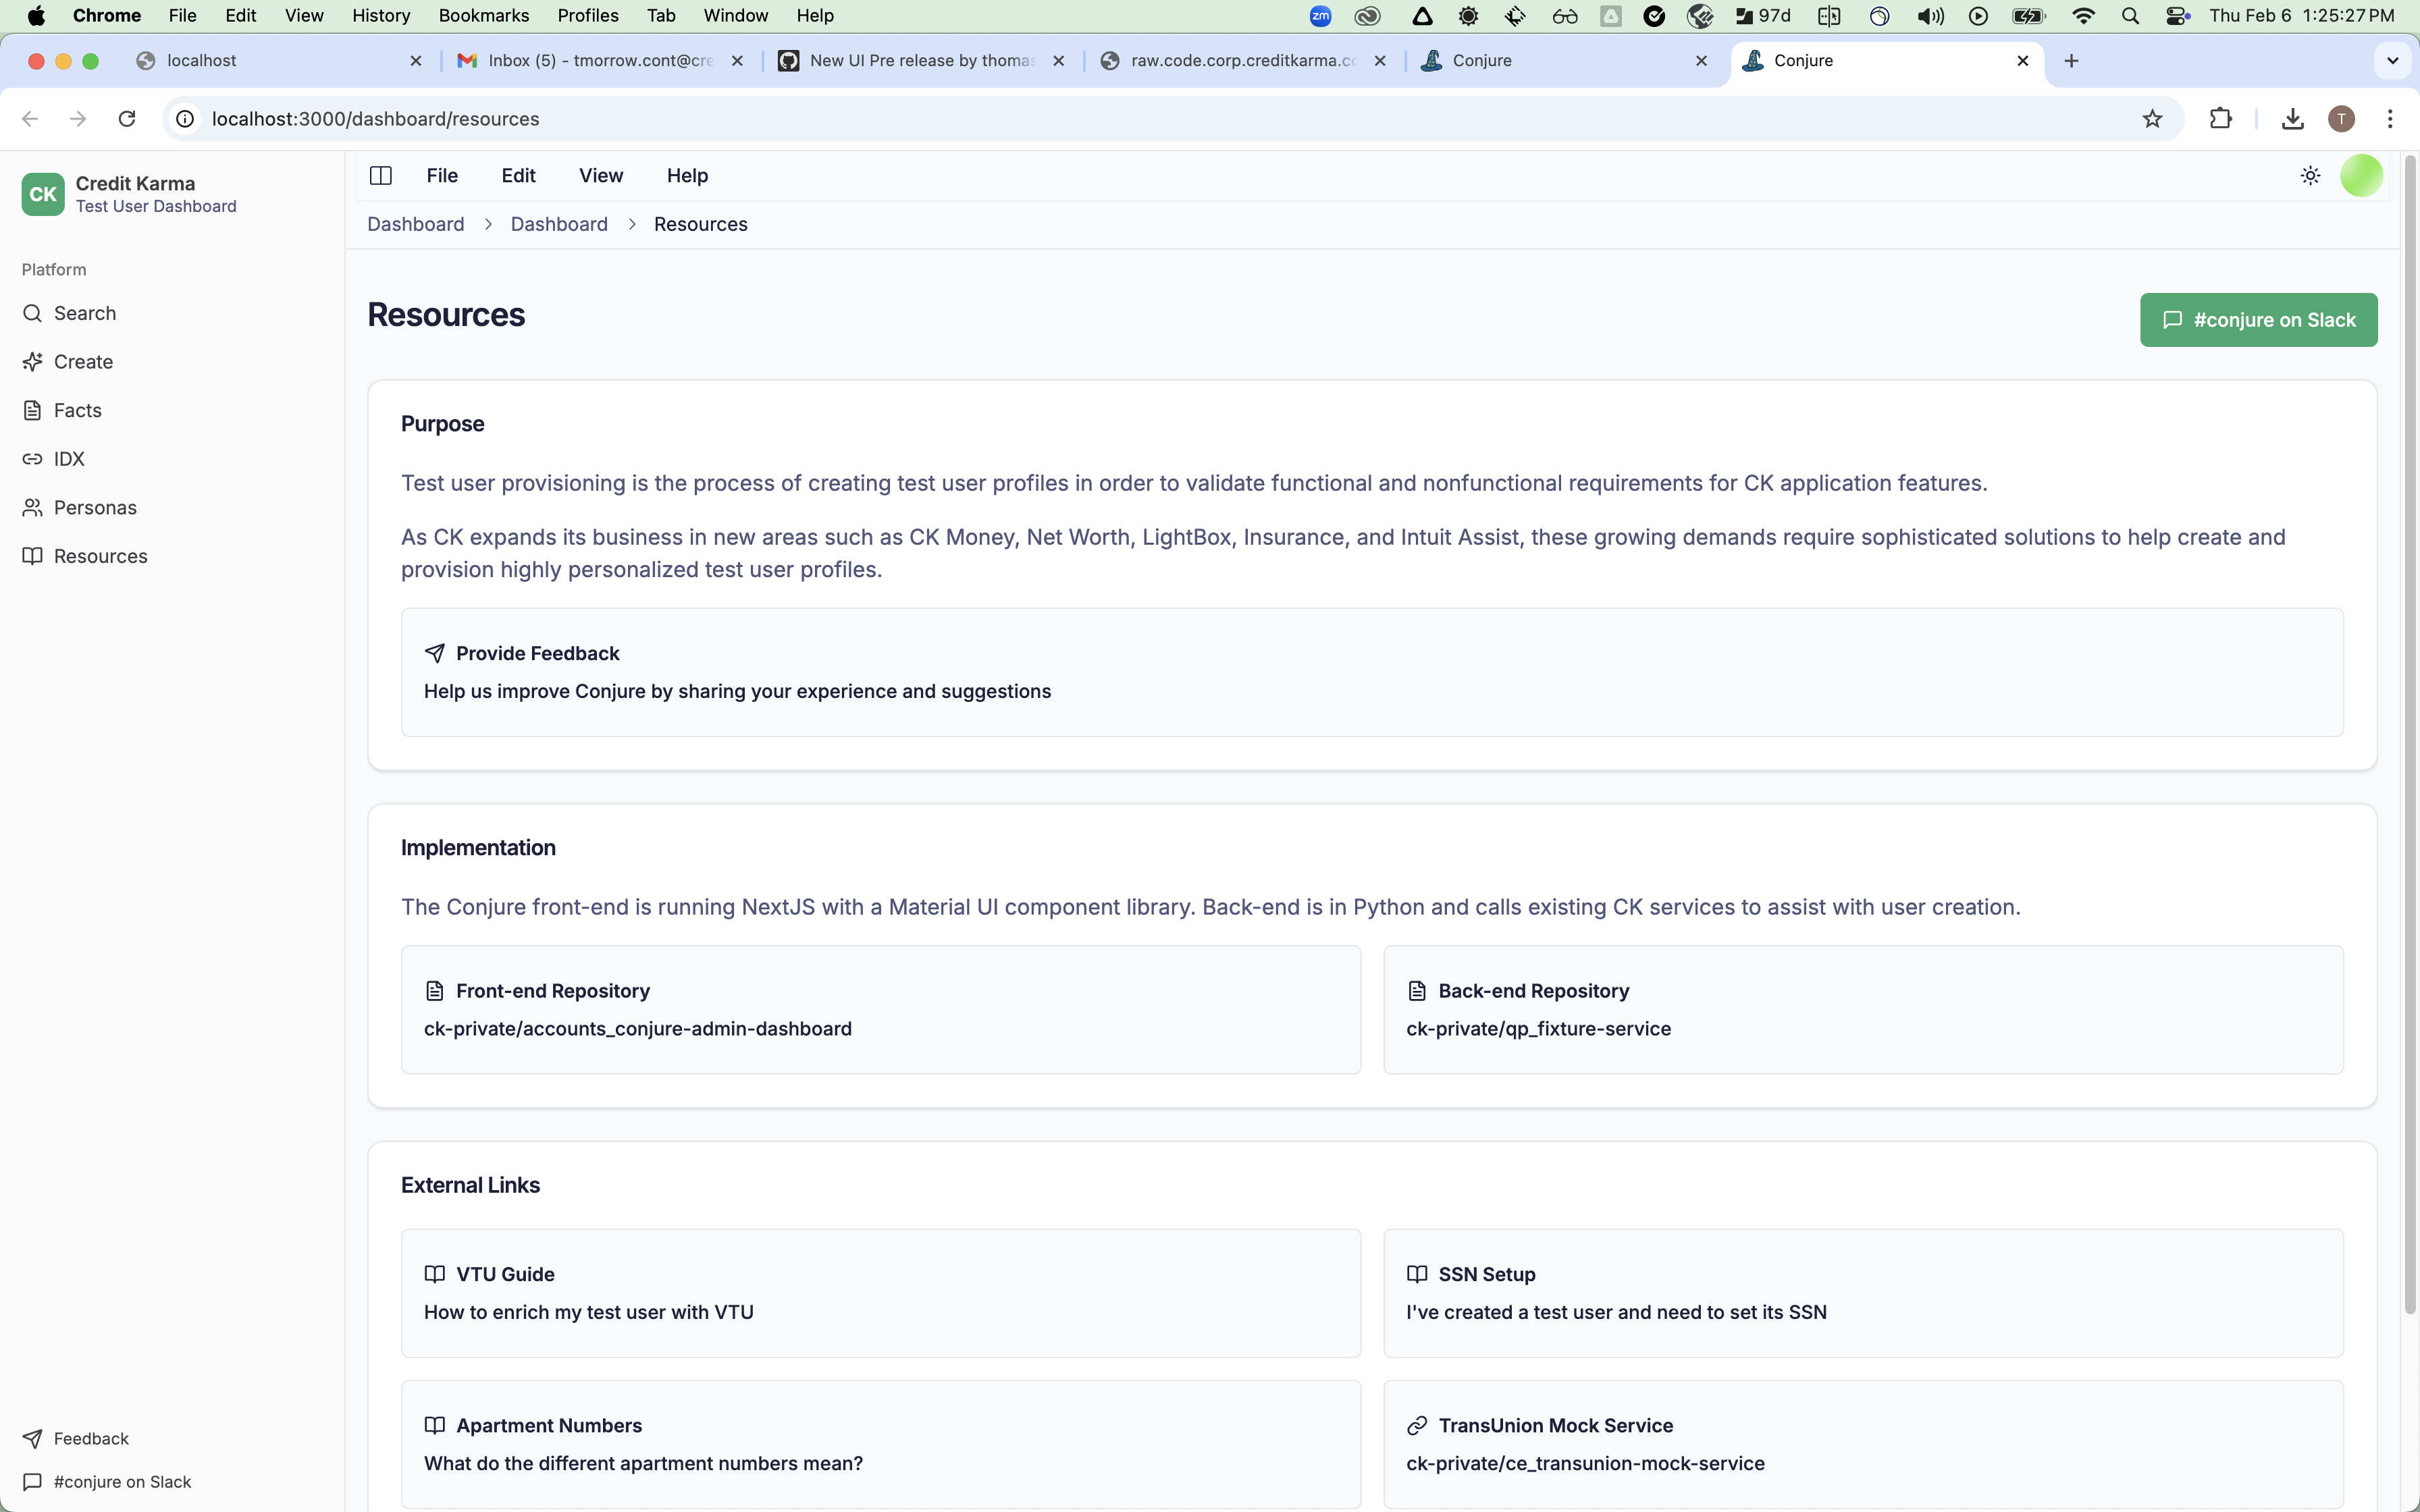 Chrome File Edit View History Bookmarks Profiles Tab Window Help
zm 97d Thu Feb 6 1:25:27 PM
localhost
Inbox (5) - tmorrow.cont@cre
New UI Pre release by thomas
raw.code.corp.creditkarma.co
Conjure
Conjure
localhost:3000/dashboard/resources
T
CK
Credit Karma
Test User Dashboard
Platform
Search
Create
Facts
IDX
Personas
Resources
Feedback
#conjure on Slack
File Edit View Help
Dashboard > Dashboard > Resources
Resources
#conjure on Slack
Purpose
Test user provisioning is the process of creating test user profiles in order to validate functional and nonfunctional requirements for CK application features.
As CK expands its business in new areas such as CK Money, Net Worth, LightBox, Insurance, and Intuit Assist, these growing demands require sophisticated solutions to help create and
provision highly personalized test user profiles.
Provide Feedback
Help us improve Conjure by sharing your experience and suggestions
Implementation
The Conjure front-end is running NextJS with a Material UI component library. Back-end is in Python and calls existing CK services to assist with user creation.
Front-end Repository
ck-private/accounts_conjure-admin-dashboard
Back-end Repository
ck-private/qp_fixture-service
External Links
VTU Guide
How to enrich my test user with VTU
SSN Setup
I've created a test user and need to set its SSN
Apartment Numbers
What do the different apartment numbers mean?
TransUnion Mock Service
ck-private/ce_transunion-mock-service